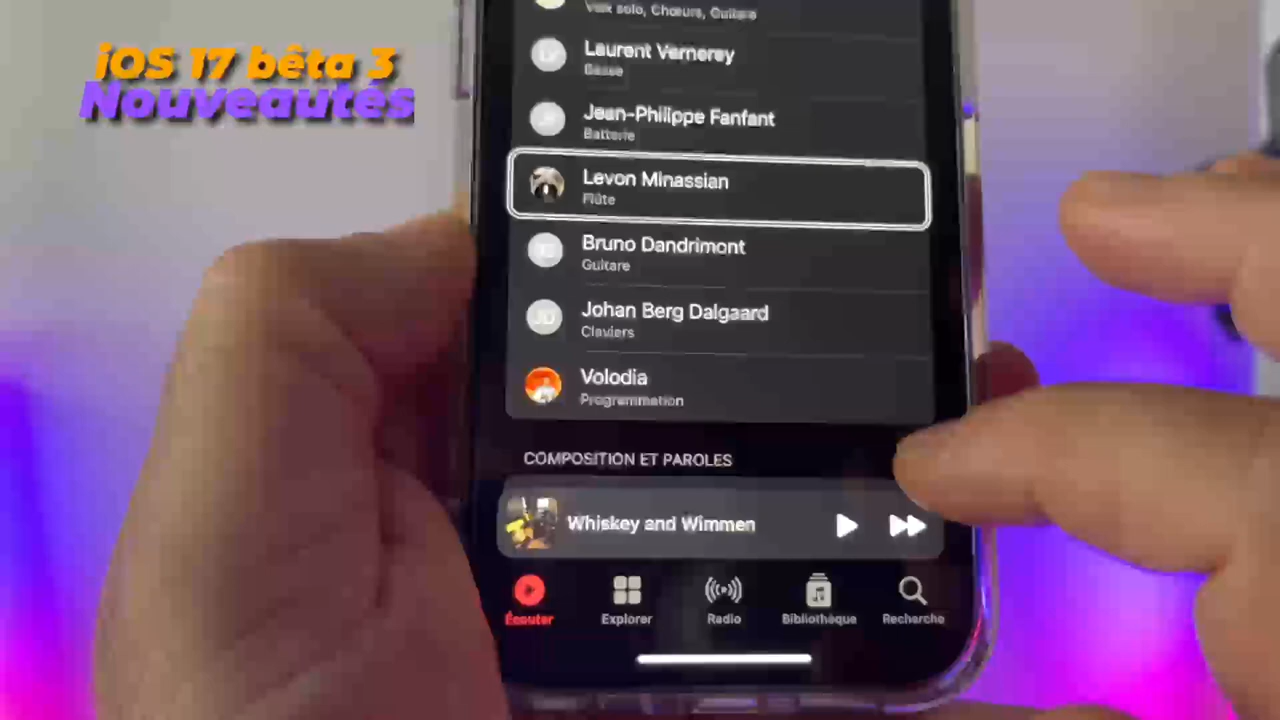 iOS 17 bêta 3
Nouveautés
Voix solo, Chœurs, Guitare
Laurent Vernerey
Basse
Jean-Philippe Fanfant
Batterie
Levon Minassian
Flûte
Bruno Dandrimont
Guitare
JD
Johan Berg Dalgaard
Claviers
Volodia
Programmation
COMPOSITION ET PAROLES
Whiskey and Wimmen
Écouter
Explorer
Radio
Bibliothèque
Recherche